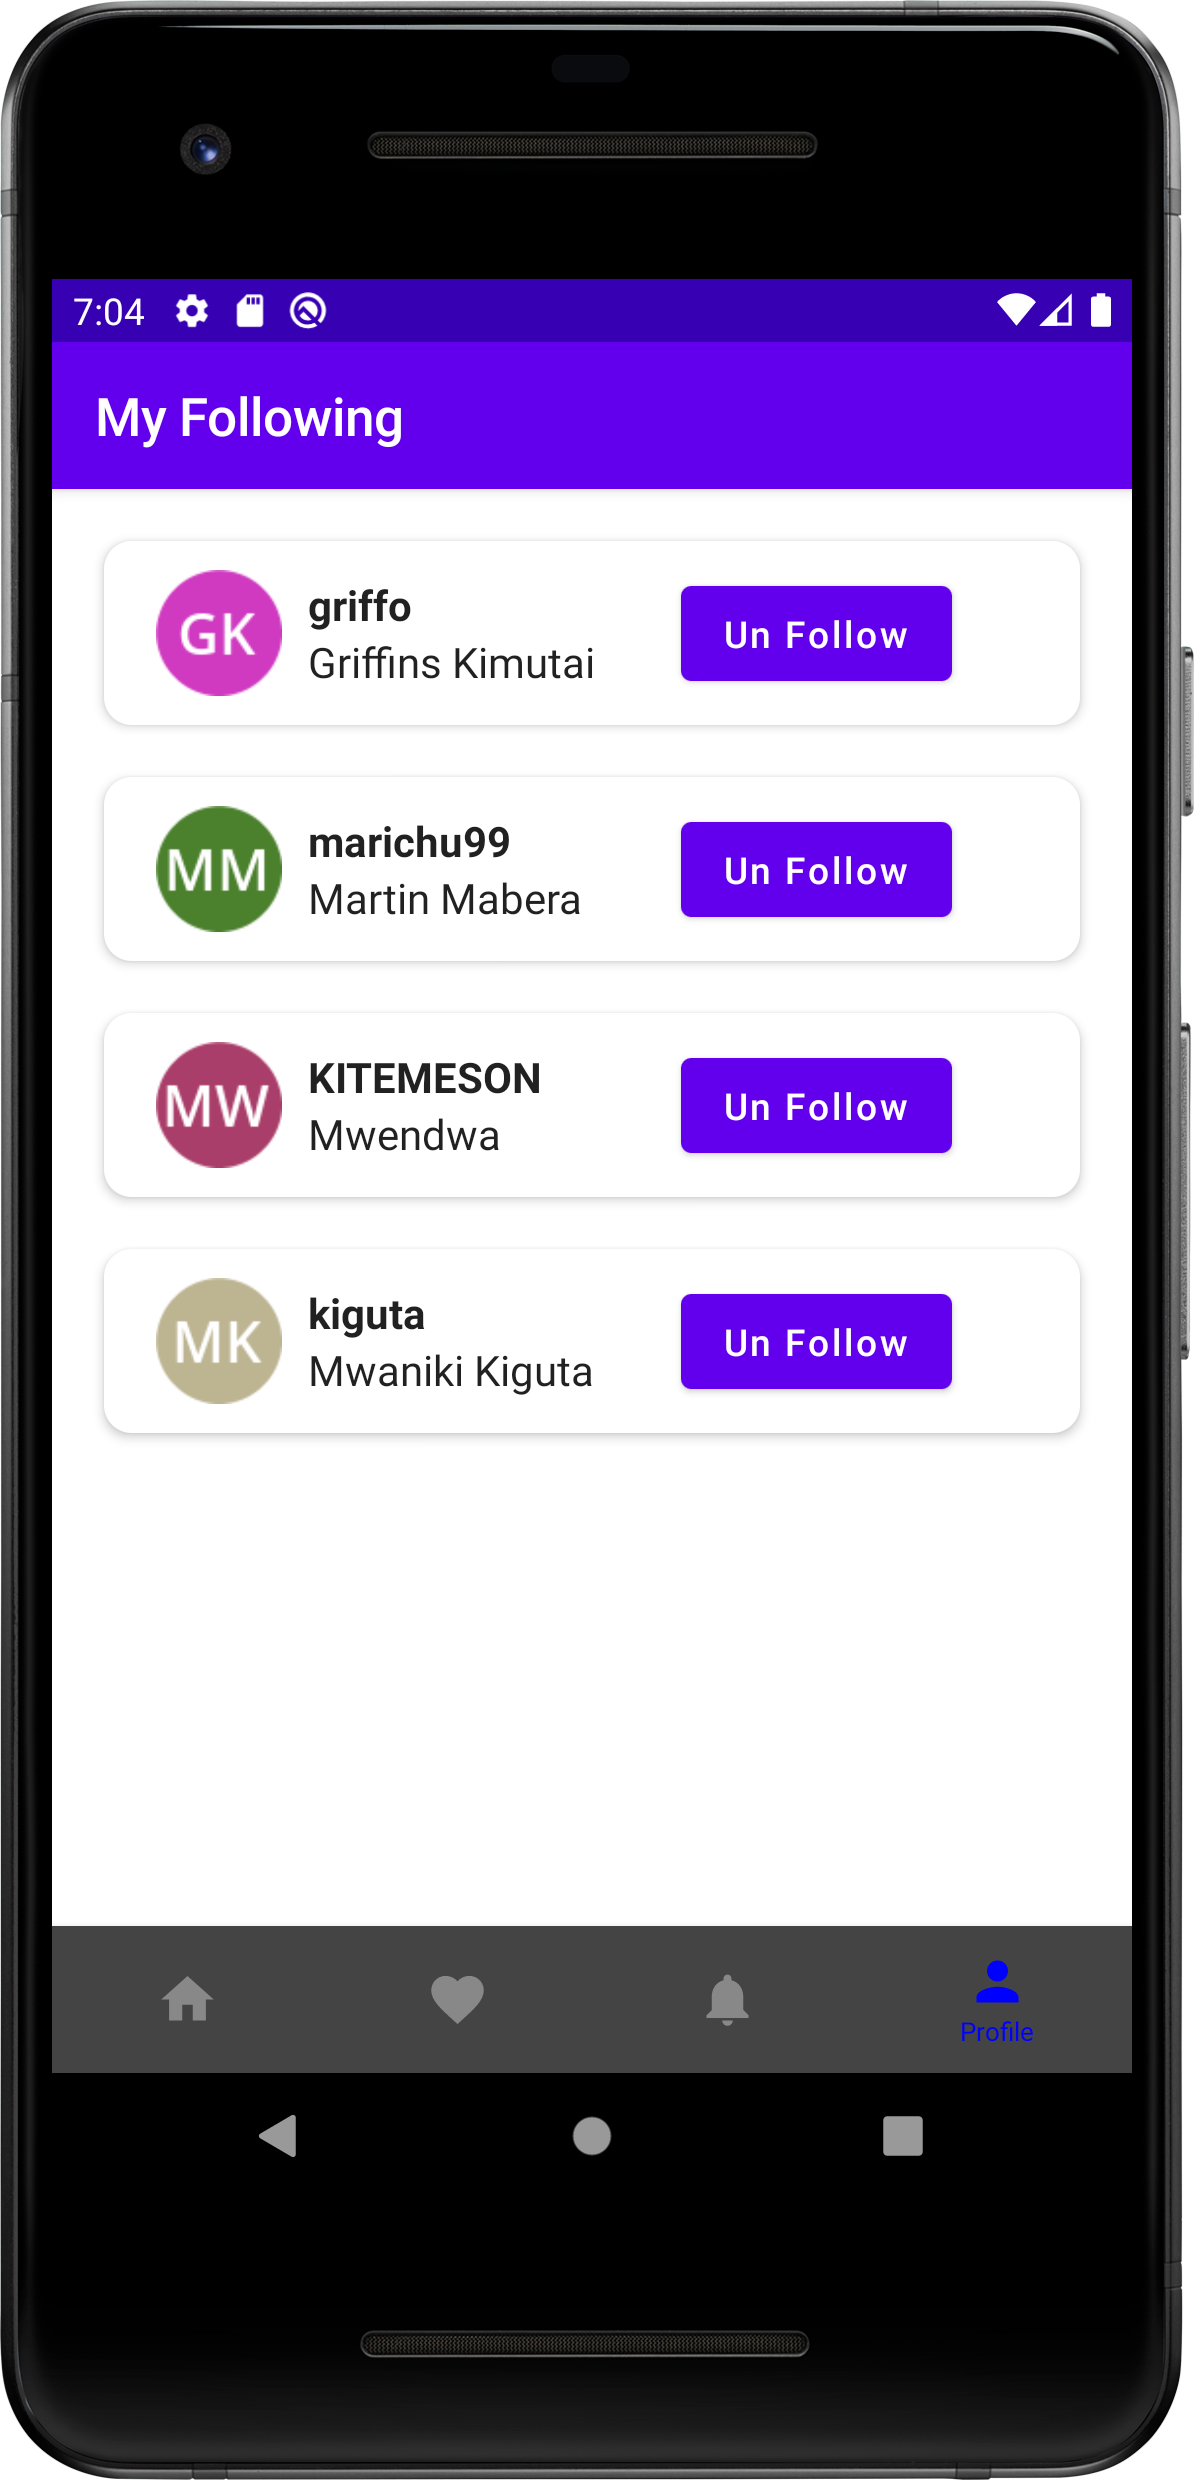 7:04
My Following
GK
griffo
Griffins Kimutai
Un Follow
MM
marichu99
Martin Mabera
Un Follow
MW
KITEMESON
Mwendwa
Un Follow
MK
kiguta
Mwaniki Kiguta
Un Follow
Profile